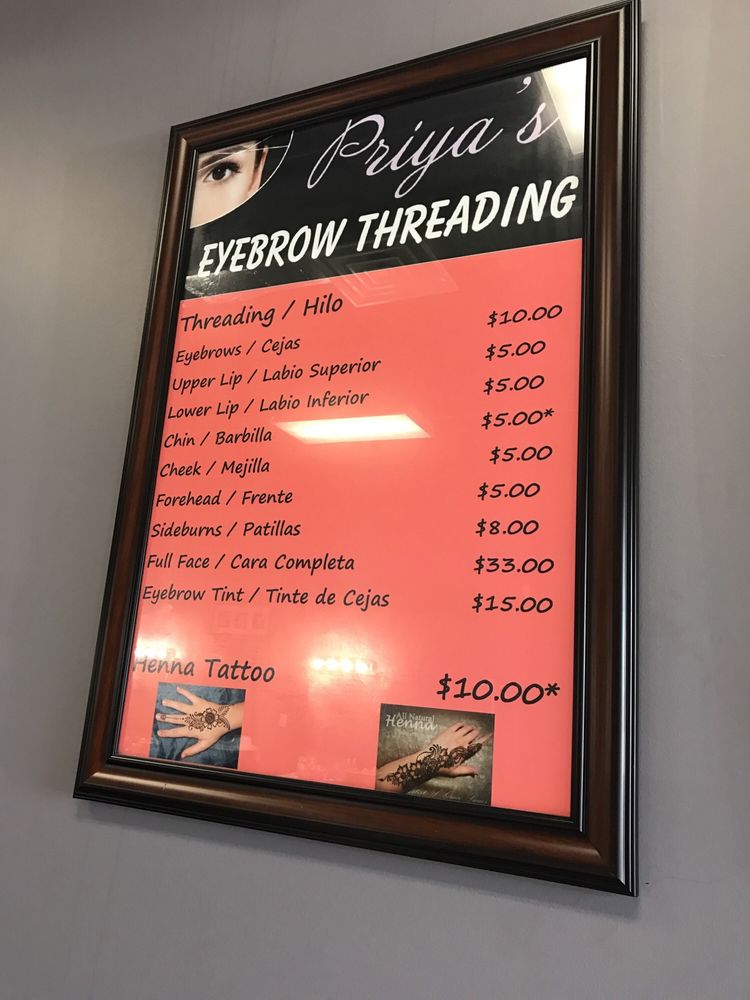 Priya's
EYEBROW THREADING
Threading / Hilo
Eyebrows / Cejas $10.00
Upper Lip / Labio Superior $5.00
Lower Lip / Labio Inferior $5.00
Chin / Barbilla $5.00*
Cheek / Mejilla $5.00
Forehead / Frente $5.00
Sideburns / Patillas $8.00
Full Face / Cara Completa $33.00
Eyebrow Tint / Tinte de Cejas $15.00
Henna Tattoo $10.00*
All Natural
Henna